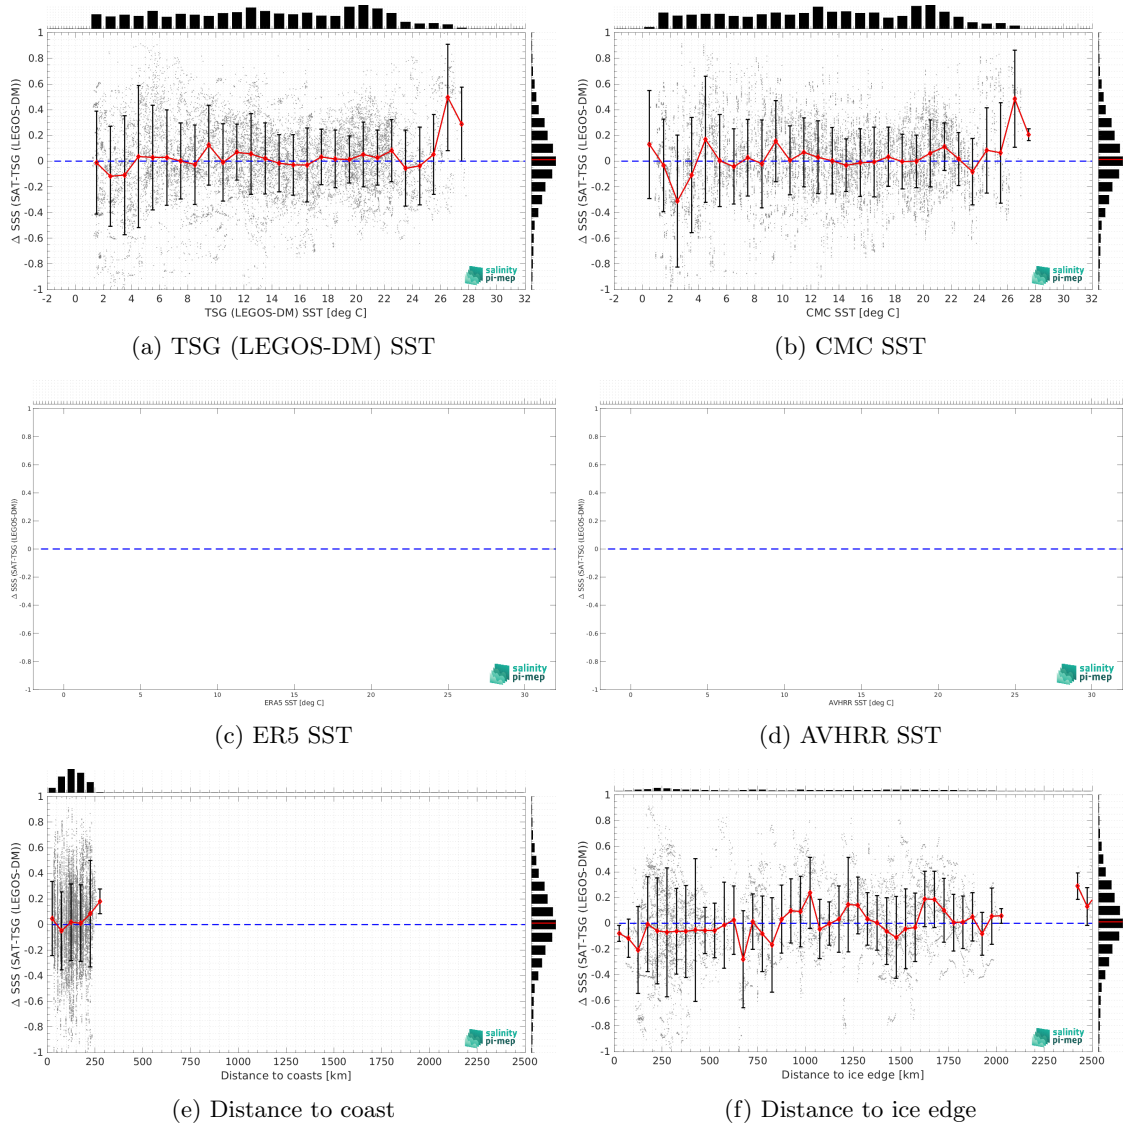 1
0.8
0.6
0.4
0.2
0
-0.2
-0.4
-0.6
-0.8
-1
Δ SSS (SAT-TSG (LEGOS-DM))
-2 0 2 4 6 8 10 12 14 16 18 20 22 24 26 28 30 32
TSG (LEGOS-DM) SST [deg C]
salinity
pi-mep
(a) TSG (LEGOS-DM) SST
1
0.8
0.6
0.4
0.2
0
-0.2
-0.4
-0.6
-0.8
-1
Δ SSS (SAT-TSG (LEGOS-DM))
-2 0 2 4 6 8 10 12 14 16 18 20 22 24 26 28 30 32
CMC SST [deg C]
salinity
pi-mep
(b) CMC SST
1
0.8
0.6
0.4
0.2
0
-0.2
-0.4
-0.6
-0.8
-1
Δ SSS (SAT-TSG (LEGOS-DM))
0 5 10 15 20 25 30
ERA5 SST [deg C]
salinity
pi-mep
(c) ER5 SST
1
0.8
0.6
0.4
0.2
0
-0.2
-0.4
-0.6
-0.8
-1
Δ SSS (SAT-TSG (LEGOS-DM))
0 5 10 15 20 25 30
AVHRR SST [deg C]
salinity
pi-mep
(d) AVHRR SST
1
0.8
0.6
0.4
0.2
0
-0.2
-0.4
-0.6
-0.8
-1
Δ SSS (SAT-TSG (LEGOS-DM))
0 250 500 750 1000 1250 1500 1750 2000 2250 2500
Distance to coasts [km]
salinity
pi-mep
(e) Distance to coast
1
0.8
0.6
0.4
0.2
0
-0.2
-0.4
-0.6
-0.8
-1
Δ SSS (SAT-TSG (LEGOS-DM))
0 250 500 750 1000 1250 1500 1750 2000 2250 2500
Distance to ice edge [km]
salinity
pi-mep
(f) Distance to ice edge